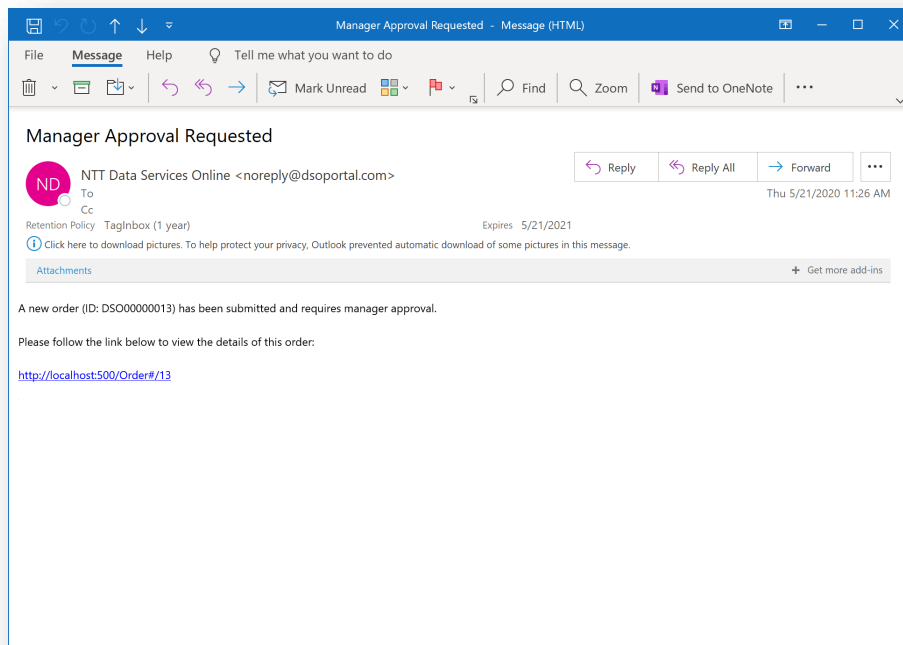 Manager Approval Requested - Message (HTML)
File Message Help Tell me what you want to do
Mark Unread Find Zoom Send to OneNote
Manager Approval Requested
ND
NTT Data Services Online <noreply@dsoportal.com>
Reply Reply All Forward
To
Thu 5/21/2020 11:26 AM
Cc
Retention Policy TagInbox (1 year) Expires 5/21/2021
Click here to download pictures. To help protect your privacy, Outlook prevented automatic download of some pictures in this message.
Attachments + Get more add-ins
A new order (ID: DSO00000013) has been submitted and requires manager approval.
Please follow the link below to view the details of this order:
http://localhost:500/Order#/13